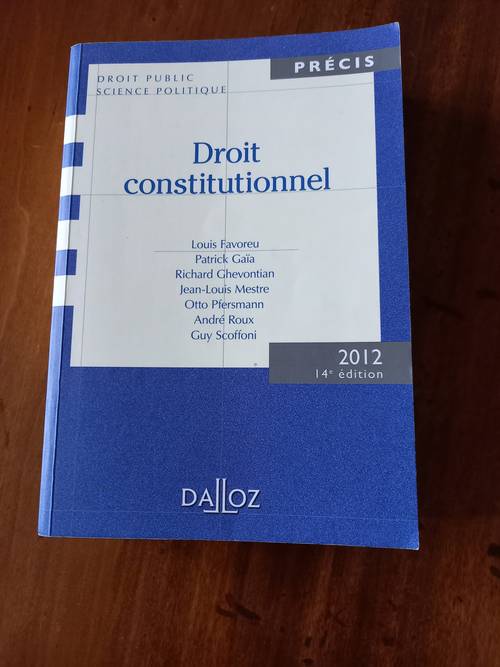 PRÉCIS
DROIT PUBLIC
SCIENCE POLITIQUE
Droit
constitutionnel
Louis Favoreu
Patrick Gaïa
Richard Ghevontian
Jean-Louis Mestre
Otto Pfersmann
André Roux
Guy Scoffoni
2012
14e édition
DALLOZ